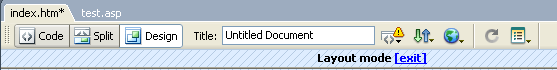 index.htm* test.asp
Code Split Design Title: Untitled Document
Layout mode [exit]